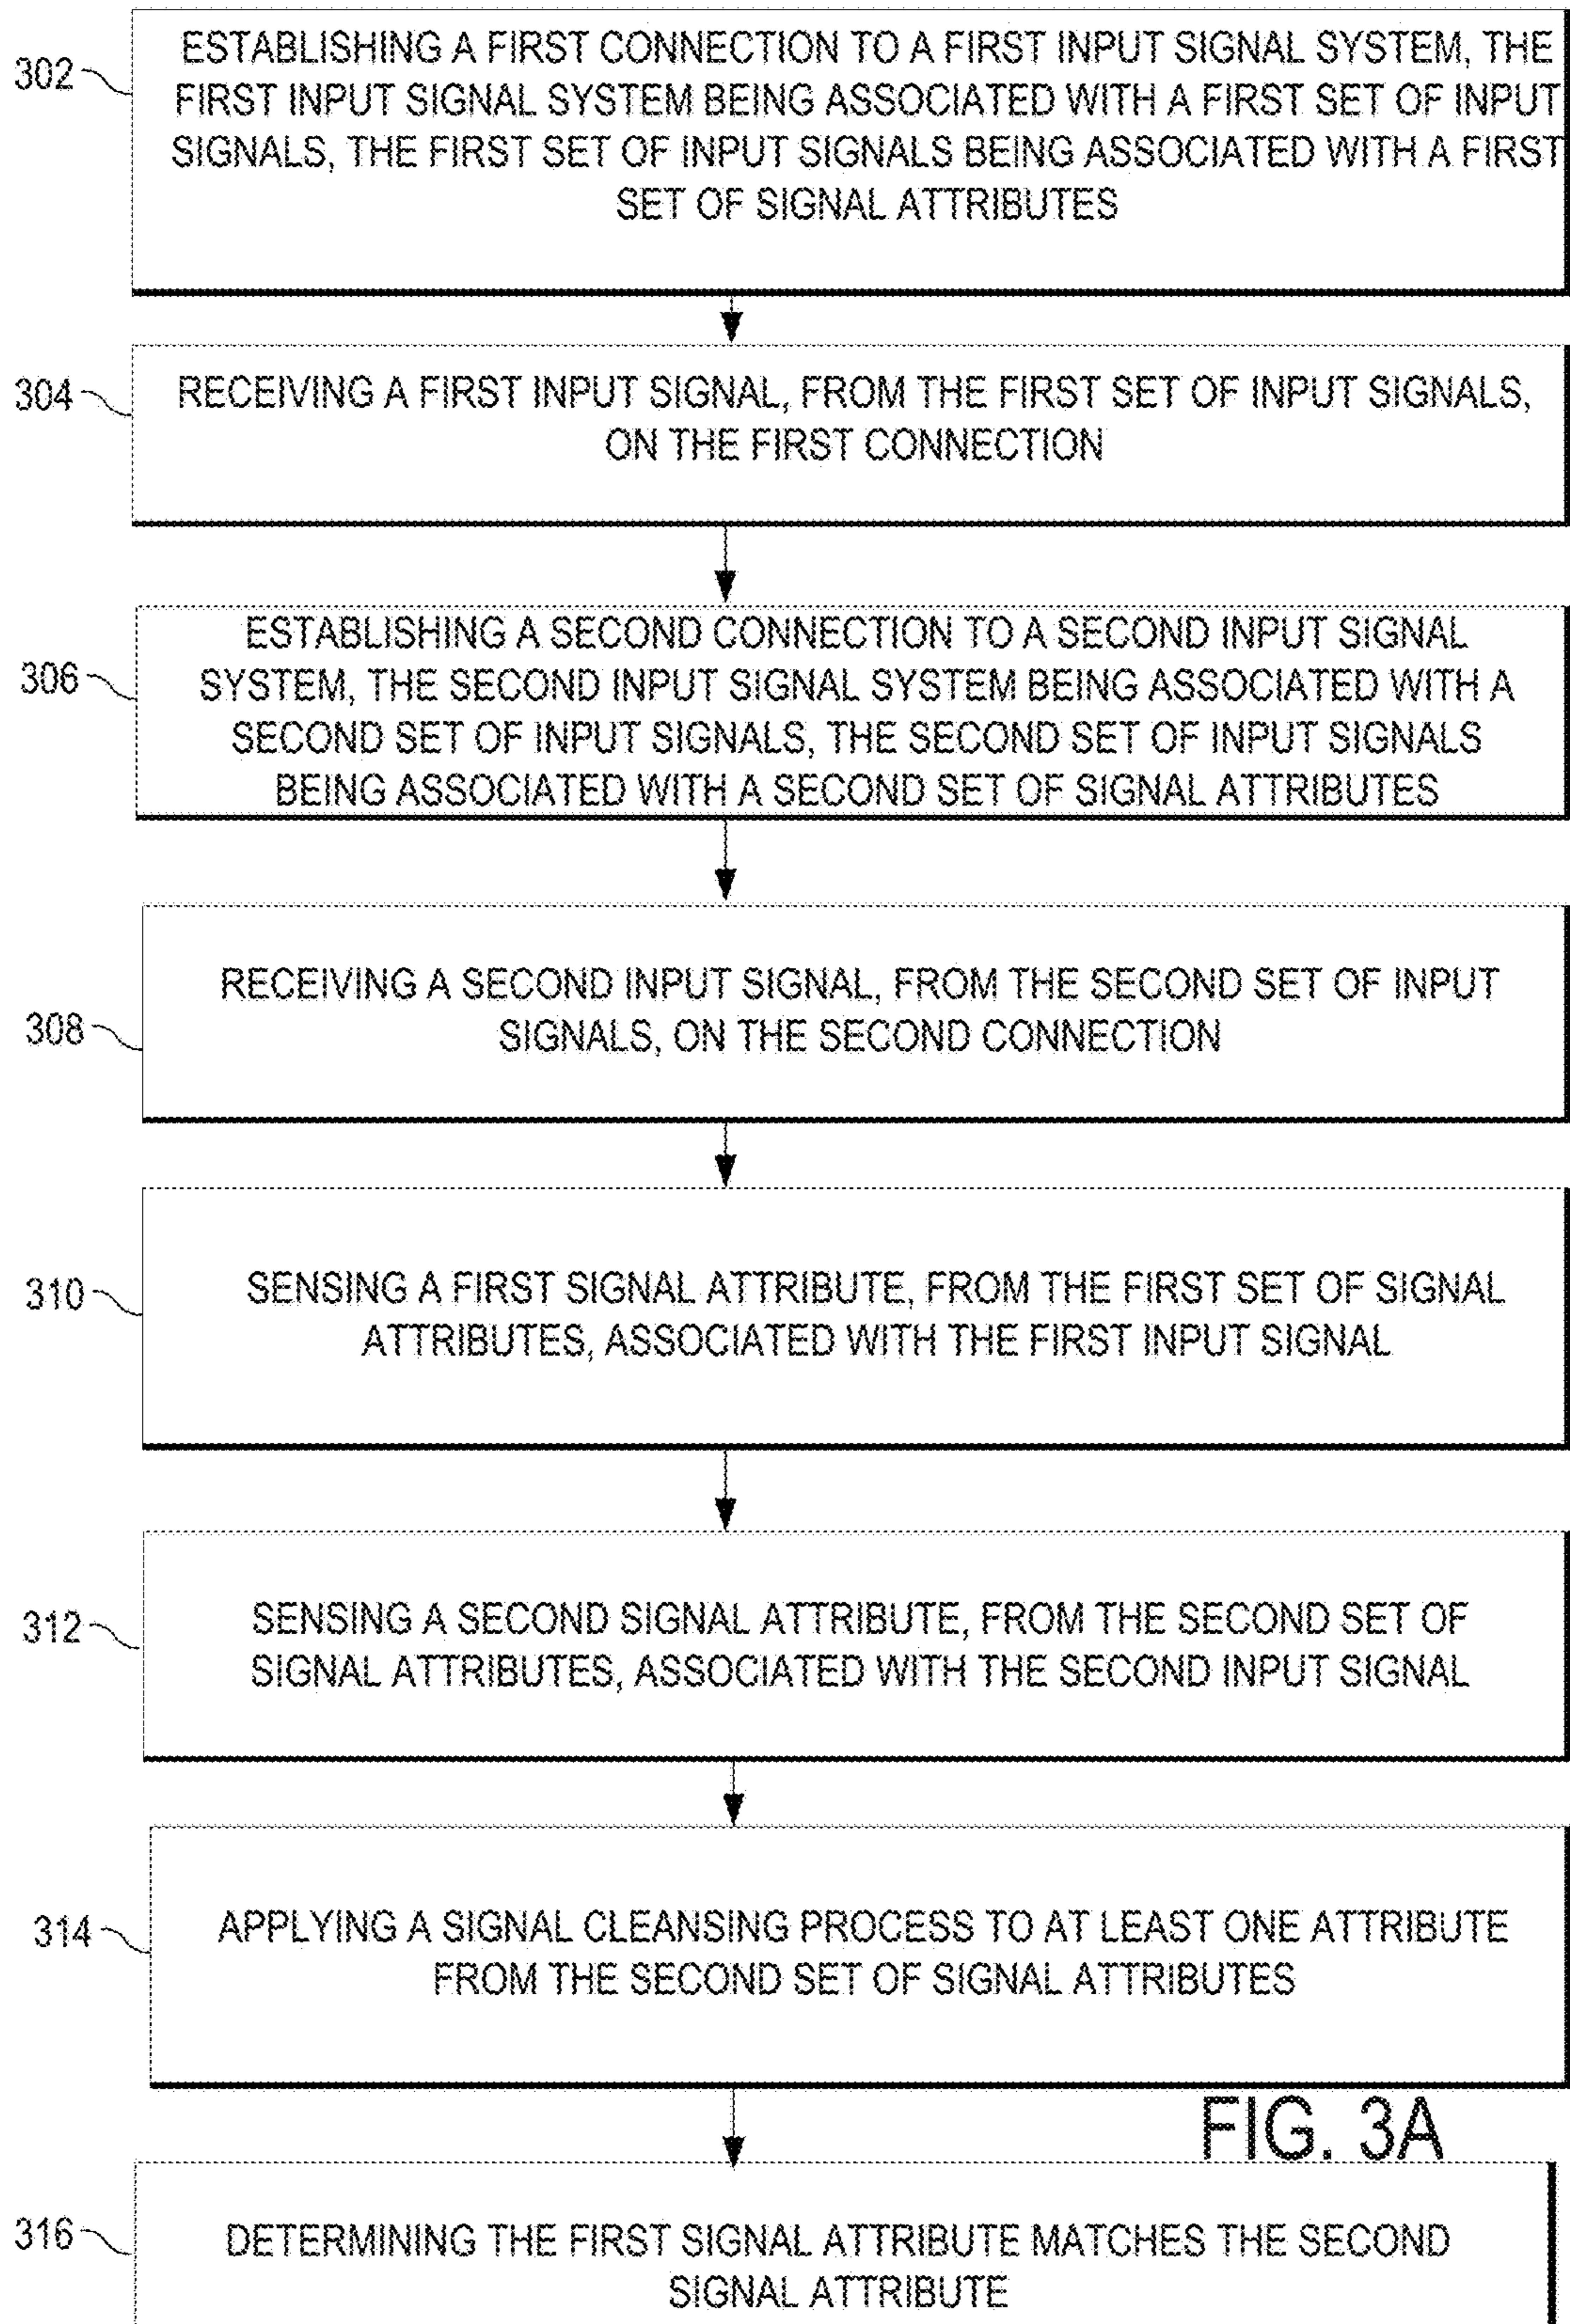 302
ESTABLISHING A FIRST CONNECTION TO A FIRST INPUT SIGNAL SYSTEM, THE
FIRST INPUT SIGNAL SYSTEM BEING ASSOCIATED WITH A FIRST SET OF INPUT
SIGNALS, THE FIRST SET OF INPUT SIGNALS BEING ASSOCIATED WITH A FIRST
SET OF SIGNAL ATTRIBUTES
304
RECEIVING A FIRST INPUT SIGNAL, FROM THE FIRST SET OF INPUT SIGNALS,
ON THE FIRST CONNECTION
306
ESTABLISHING A SECOND CONNECTION TO A SECOND INPUT SIGNAL
SYSTEM, THE SECOND INPUT SIGNAL SYSTEM BEING ASSOCIATED WITH A
SECOND SET OF INPUT SIGNALS, THE SECOND SET OF INPUT SIGNALS
BEING ASSOCIATED WITH A SECOND SET OF SIGNAL ATTRIBUTES
308
RECEIVING A SECOND INPUT SIGNAL, FROM THE SECOND SET OF INPUT
SIGNALS, ON THE SECOND CONNECTION
310
SENSING A FIRST SIGNAL ATTRIBUTE, FROM THE FIRST SET OF SIGNAL
ATTRIBUTES, ASSOCIATED WITH THE FIRST INPUT SIGNAL
312
SENSING A SECOND SIGNAL ATTRIBUTE, FROM THE SECOND SET OF
SIGNAL ATTRIBUTES, ASSOCIATED WITH THE SECOND INPUT SIGNAL
314
APPLYING A SIGNAL CLEANSING PROCESS TO AT LEAST ONE ATTRIBUTE
FROM THE SECOND SET OF SIGNAL ATTRIBUTES
FIG. 3A
316
DETERMINING THE FIRST SIGNAL ATTRIBUTE MATCHES THE SECOND
SIGNAL ATTRIBUTE